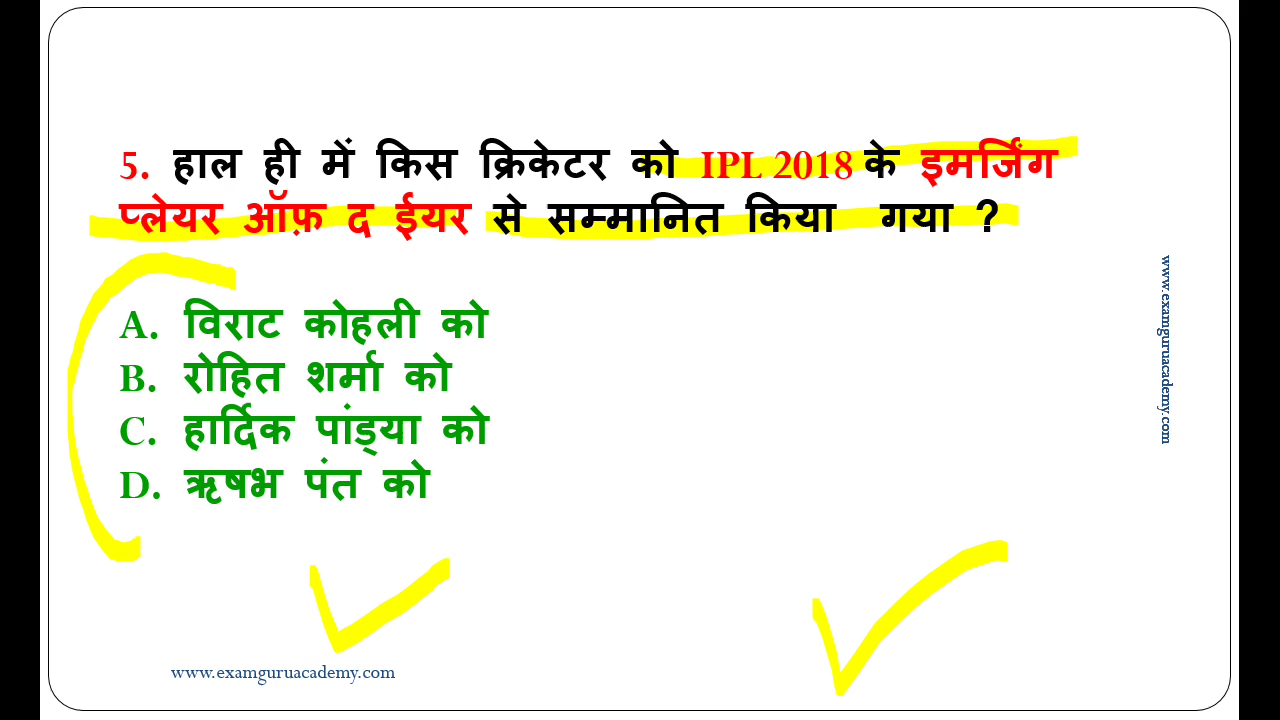 5. हाल ही में किस क्रिकेटर को IPL 2018 के इमर्जिंग
प्लेयर ऑफ़ द ईयर से सम्मानित किया गया ?
A. विराट कोहली को
B. रोहित शर्मा को
C. हार्दिक पांड्या को
D. ऋषभ पंत को
www.examguruacademy.com
www.examguruacademy.com